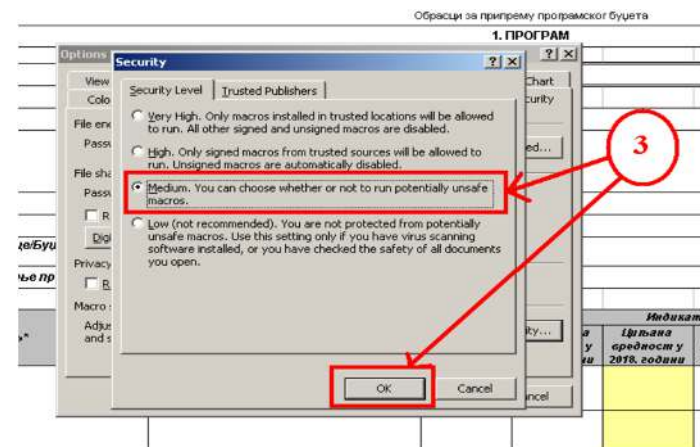 Обрасци за припрему програмског буџета
1. ПРОГРАМ
Options
Security
View
Chart
Colo
curity
Security Level
Trusted Publishers
Very High. Only macros installed in trusted locations will be allowed
to run. All other signed and unsigned macros are disabled.
High. Only signed macros from trusted sources will be allowed to
run. Unsigned macros are automatically disabled.
Medium. You can choose whether or not to run potentially unsafe
macros.
Low (not recommended). You are not protected from potentially
unsafe macros. Use this setting only if you have virus scanning
software installed, or you have checked the safety of all documents
you open.
File en
Passw
ed...
File sha
Passw
R
Digi
Privacy
R
Macro s
Adjus
and s
ity...
OK
Cancel
ncel
3
Индикат
Циљана
вредност у
2018. години